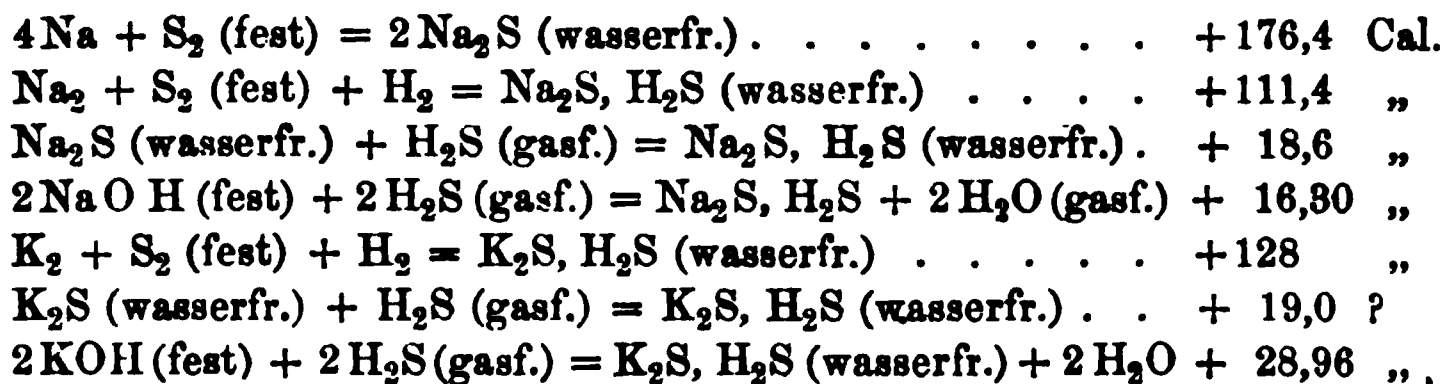 4Na + S₂ (fest) = 2Na₂S (wasserfr.) . . . . . . . . . +176,4 Cal.
Na₂ + S₂ (fest) + H₂ = Na₂S, H₂S (wasserfr.) . . . . +111,4 „
Na₂S (wasserfr.) + H₂S (gasf.) = Na₂S, H₂S (wasserfr.) . + 18,6 „
2NaO H (fest) + 2H₂S (gasf.) = Na₂S, H₂S + 2H₂O (gasf.) + 16,30 „
K₂ + S₂ (fest) + H₂ = K₂S, H₂S (wasserfr.) . . . . . +128 „
K₂S (wasserfr.) + H₂S (gasf.) = K₂S, H₂S (wasserfr.) . . + 19,0 ?
2KOH (fest) + 2H₂S (gasf.) = K₂S, H₂S (wasserfr.) + 2H₂O + 28,96 „ ,